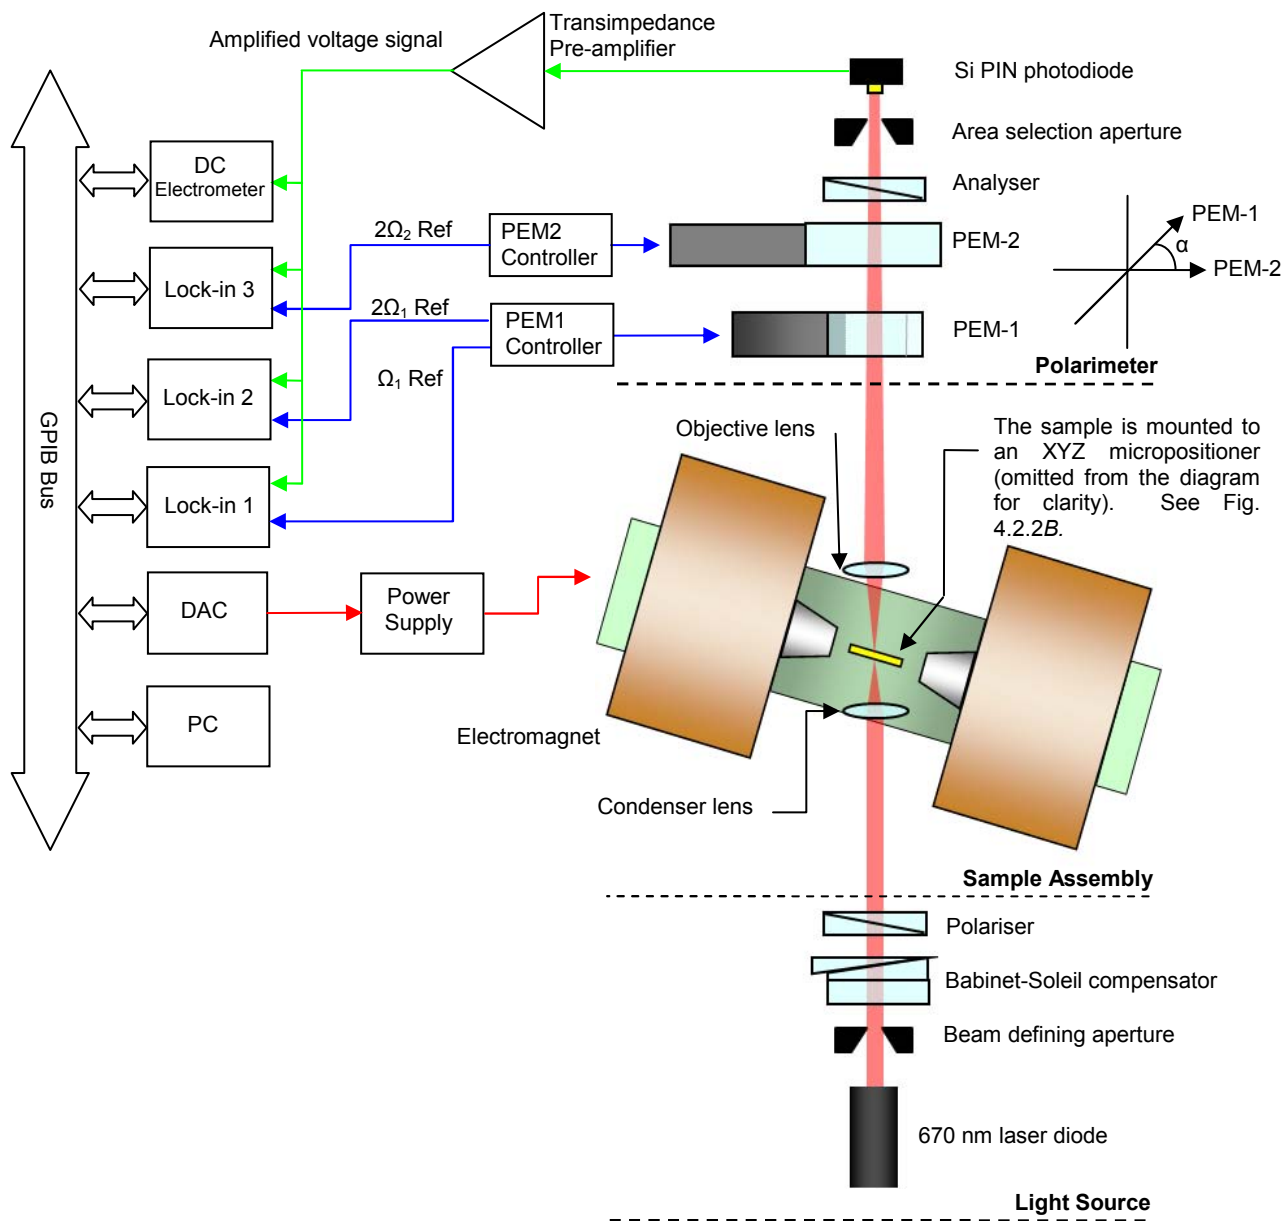 Amplified voltage signal
Transimpedance
Pre-amplifier
Si PIN photodiode
Area selection aperture
DC
Electrometer
Analyser
2Ω₂ Ref
PEM2
Controller
PEM-2
PEM-1
α
PEM-2
Lock-in 3
2Ω₁ Ref
PEM1
Controller
PEM-1
Polarimeter
Ω₁ Ref
Lock-in 2
GPIB Bus
Objective lens
The sample is mounted to
an XYZ micropositioner
(omitted from the diagram
for clarity). See Fig.
4.2.2B.
Lock-in 1
DAC
Power
Supply
PC
Electromagnet
Condenser lens
Sample Assembly
Polariser
Babinet-Soleil compensator
Beam defining aperture
670 nm laser diode
Light Source